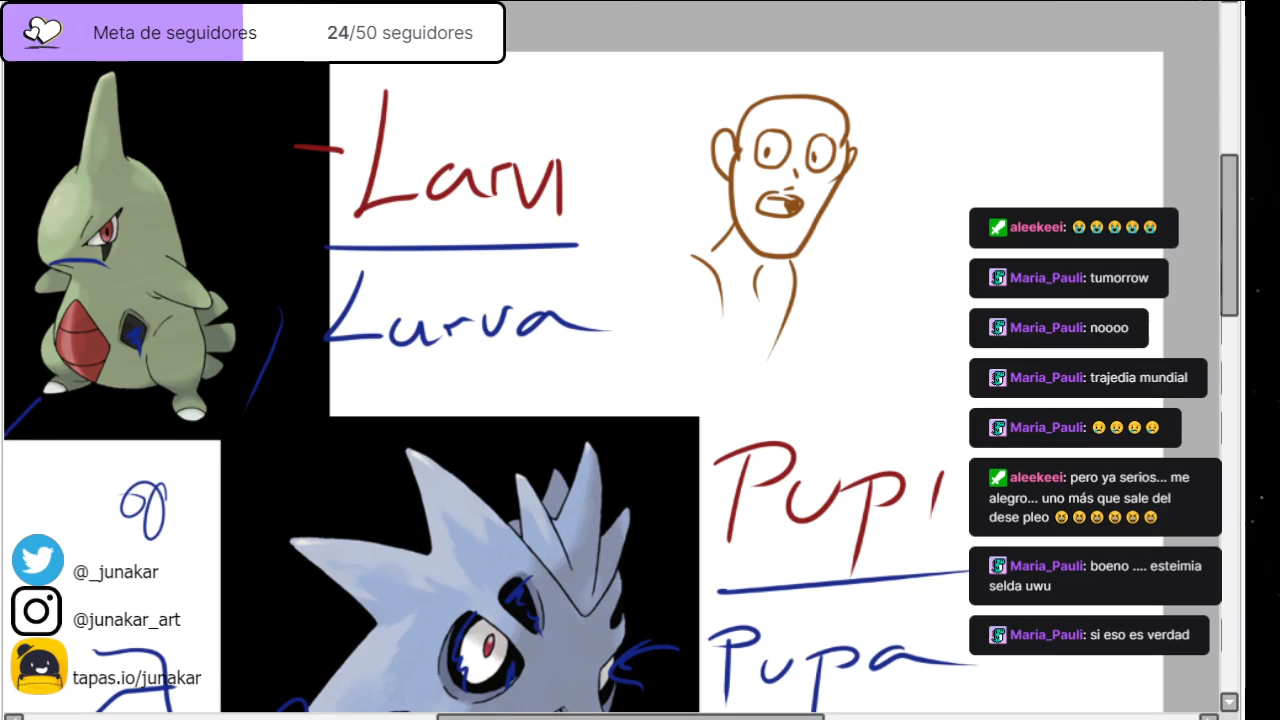 Meta de seguidores 24/50 seguidores
Larvi
Larva
Pupi
Pupa
@_junakar
@junakar_art
tapas.io/junakar
aleekeei: 😭😭😭😭😭
Maria_Pauli: tumorrow
Maria_Pauli: noooo
Maria_Pauli: trajedia mundial
Maria_Pauli: 😢😢😢😢
aleekeei: pero ya serios... me
alegro... uno más que sale del
dese pleo 😆😆😆😆😆😆
Maria_Pauli: boeno .... esteimia
selda uwu
Maria_Pauli: si eso es verdad